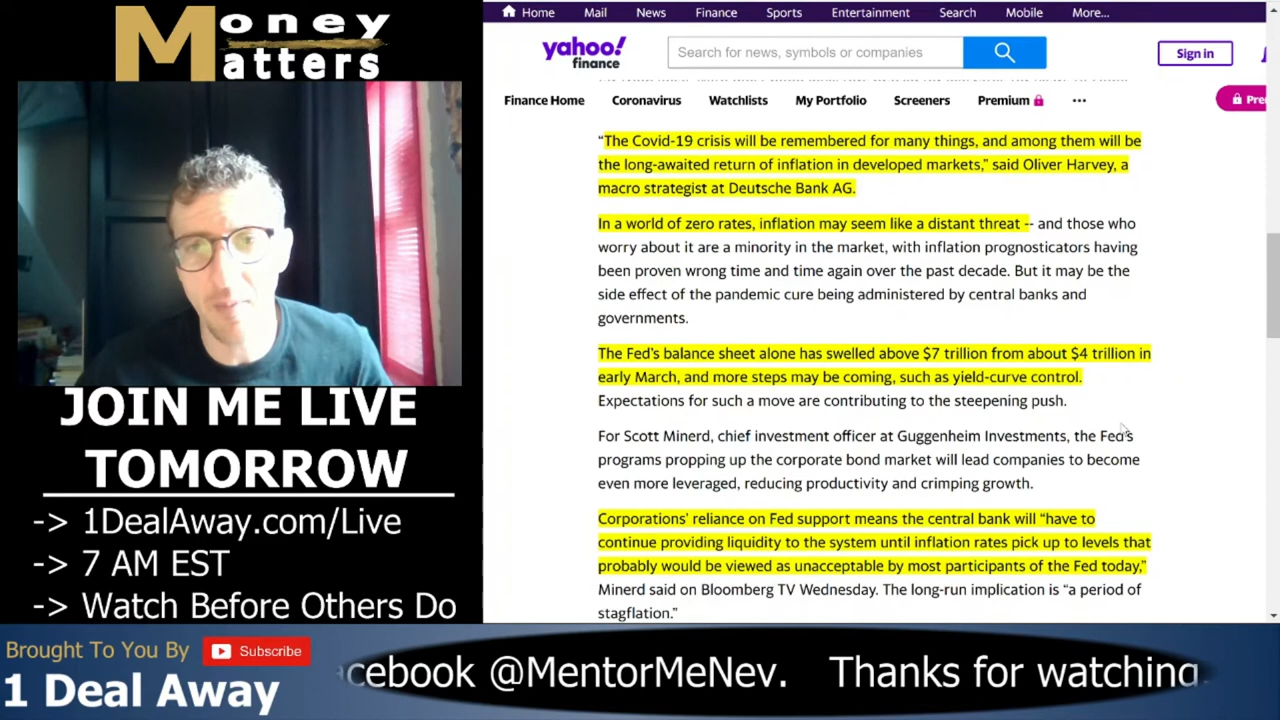 Money
Matters
JOIN ME LIVE
TOMORROW
-> 1DealAway.com/Live
-> 7 AM EST
-> Watch Before Others Do
Home Mail News Finance Sports Entertainment Search Mobile More...
yahoo!
finance
Search for news, symbols or companies
Sign in
Finance Home Coronavirus Watchlists My Portfolio Screeners Premium ••• Pre
“The Covid-19 crisis will be remembered for many things, and among them will be
the long-awaited return of inflation in developed markets,” said Oliver Harvey, a
macro strategist at Deutsche Bank AG.
In a world of zero rates, inflation may seem like a distant threat -- and those who
worry about it are a minority in the market, with inflation prognosticators having
been proven wrong time and time again over the past decade. But it may be the
side effect of the pandemic cure being administered by central banks and
governments.
The Fed’s balance sheet alone has swelled above $7 trillion from about $4 trillion in
early March, and more steps may be coming, such as yield-curve control.
Expectations for such a move are contributing to the steepening push.
For Scott Minerd, chief investment officer at Guggenheim Investments, the Fed’s
programs propping up the corporate bond market will lead companies to become
even more leveraged, reducing productivity and crimping growth.
Corporations’ reliance on Fed support means the central bank will “have to
continue providing liquidity to the system until inflation rates pick up to levels that
probably would be viewed as unacceptable by most participants of the Fed today,”
Minerd said on Bloomberg TV Wednesday. The long-run implication is “a period of
stagflation.”
Brought To You By Subscribe
1 Deal Away
cebook @MentorMeNev. Thanks for watching.